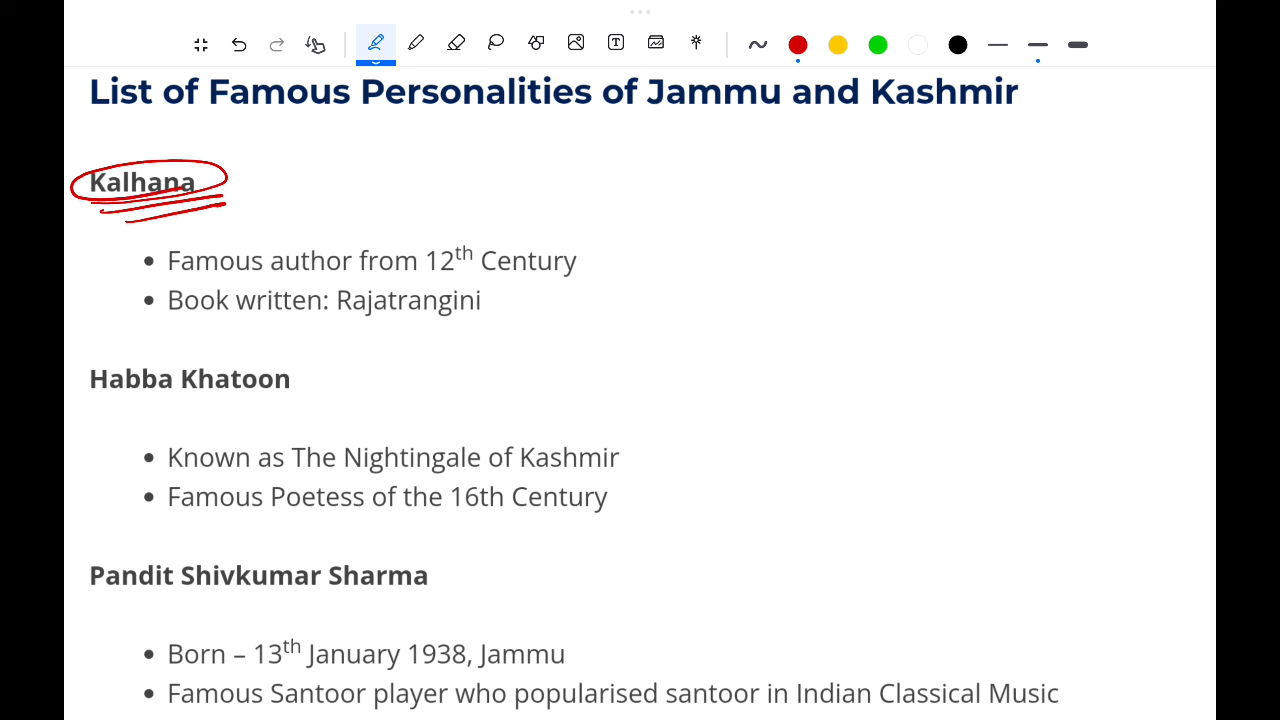 List of Famous Personalities of Jammu and Kashmir
Kalhana
• Famous author from 12th Century
• Book written: Rajatrangini
Habba Khatoon
• Known as The Nightingale of Kashmir
• Famous Poetess of the 16th Century
Pandit Shivkumar Sharma
• Born – 13th January 1938, Jammu
• Famous Santoor player who popularised santoor in Indian Classical Music